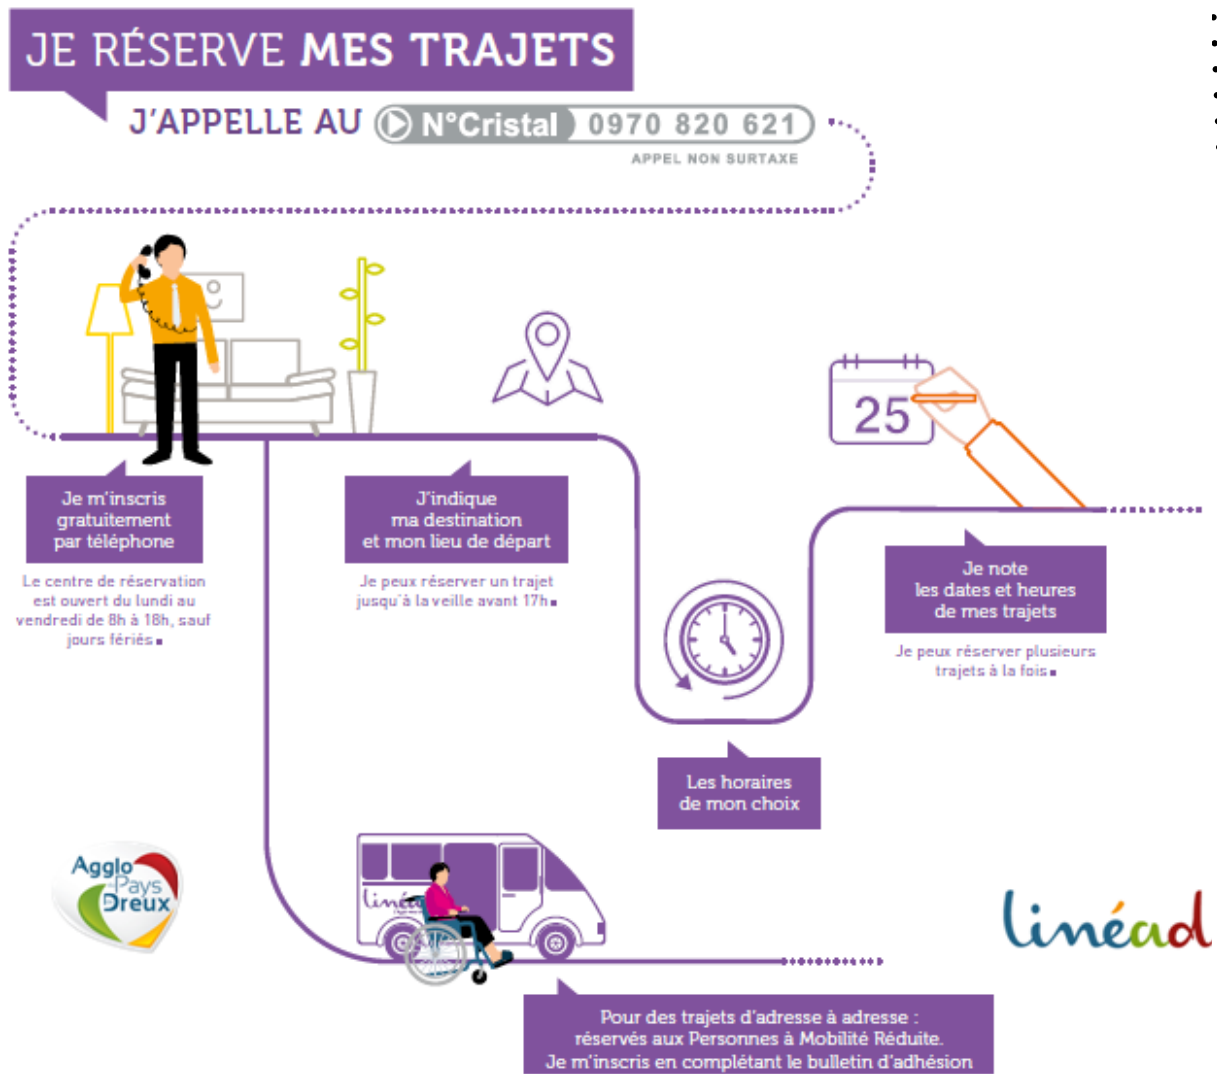 JE RÉSERVE MES TRAJETS
J'APPELLE AU N°Cristal 0970 820 621
APPEL NON SURTAXE
Je m'inscris
gratuitement
par téléphone
Le centre de réservation
est ouvert du lundi au
vendredi de 8h à 18h, sauf
jours fériés
J'indique
ma destination
et mon lieu de départ
Je peux réserver un trajet
jusqu'à la veille avant 17h
Les horaires
de mon choix
25
Je note
les dates et heures
de mes trajets
Je peux réserver plusieurs
trajets à la fois
Agglo
Pays
Dreux
linéad
linéad
Pour des trajets d'adresse à adresse :
réservés aux Personnes à Mobilité Réduite.
Je m'inscris en complétant le bulletin d'adhésion